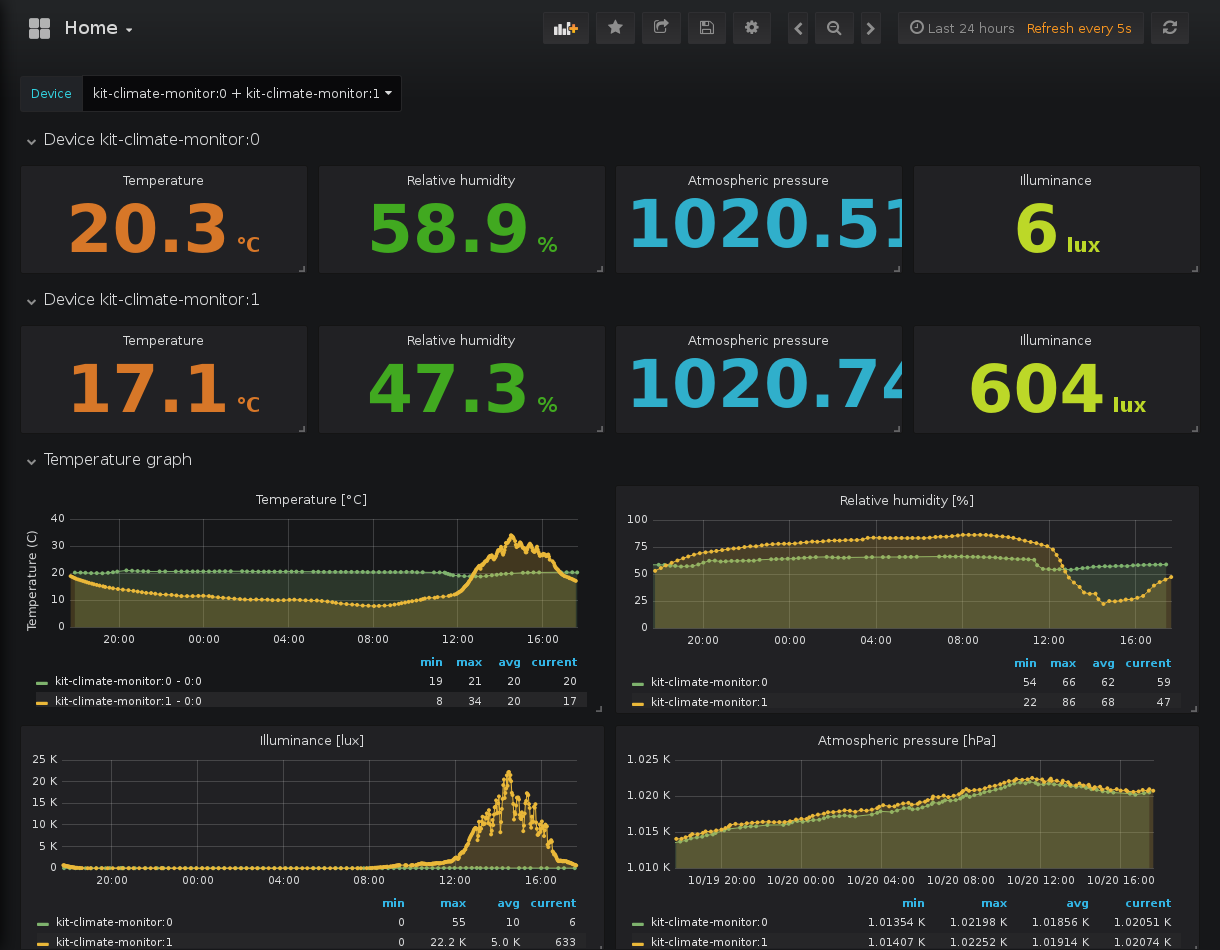 Home
Last 24 hours Refresh every 5s
Device kit-climate-monitor:0 + kit-climate-monitor:1
Device kit-climate-monitor:0
Temperature Relative humidity Atmospheric pressure Illuminance
20.3 °C 58.9 % 1020.51 6 lux
Device kit-climate-monitor:1
Temperature Relative humidity Atmospheric pressure Illuminance
17.1 °C 47.3 % 1020.74 604 lux
Temperature graph
Temperature [°C]
Temperature (C)
40
30
20
10
0
20:00 00:00 04:00 08:00 12:00 16:00
min max avg current
kit-climate-monitor:0 - 0:0 19 21 20 20
kit-climate-monitor:1 - 0:0 8 34 20 17
Relative humidity [%]
100
75
50
25
0
20:00 00:00 04:00 08:00 12:00 16:00
min max avg current
kit-climate-monitor:0 54 66 62 59
kit-climate-monitor:1 22 86 68 47
Illuminance [lux]
25 K
20 K
15 K
10 K
5 K
0
20:00 00:00 04:00 08:00 12:00 16:00
min max avg current
kit-climate-monitor:0 0 55 10 6
kit-climate-monitor:1 0 22.2 K 5.0 K 633
Atmospheric pressure [hPa]
1.025 K
1.020 K
1.015 K
1.010 K
10/19 20:00 10/20 00:00 10/20 04:00 10/20 08:00 10/20 12:00 10/20 16:00
min max avg current
kit-climate-monitor:0 1.01354 K 1.02198 K 1.01856 K 1.02051 K
kit-climate-monitor:1 1.01407 K 1.02252 K 1.01914 K 1.02074 K